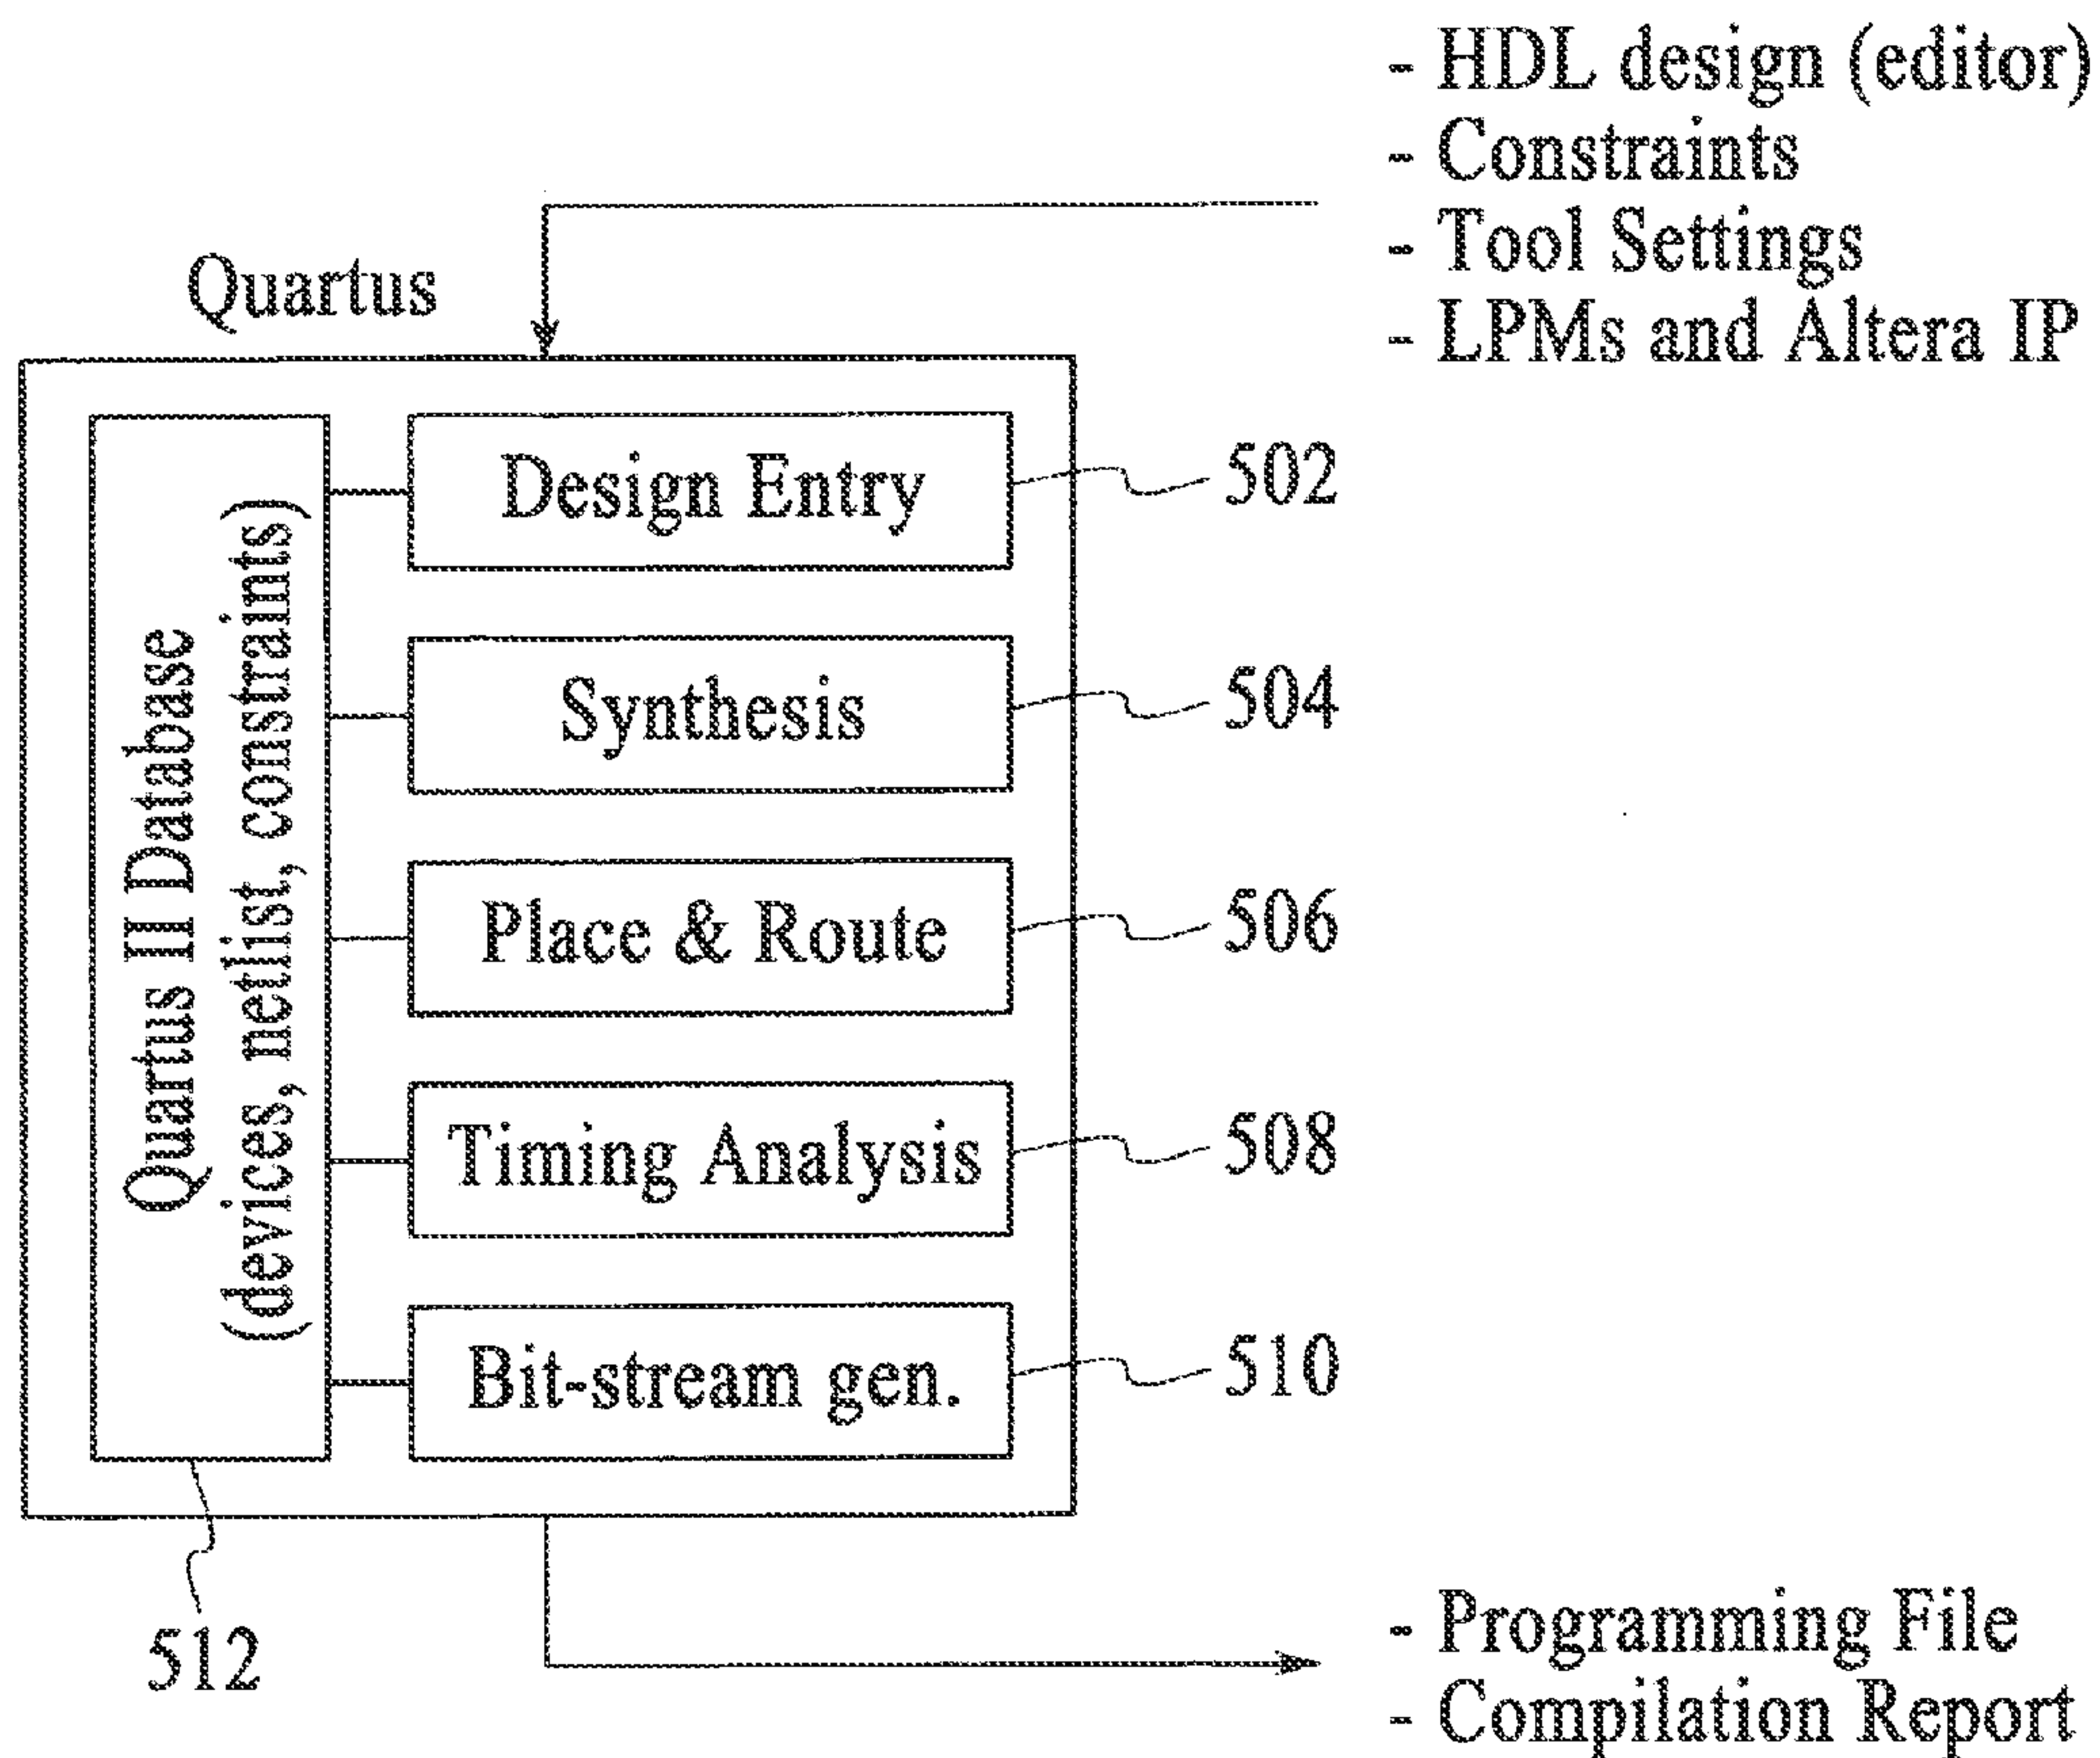 - HDL design (editor)
- Constraints
- Tool Settings
- LPMs and Altera IP
Quartus
Quartus II Database
(devices, netlist, constraints)
Design Entry
502
Synthesis
504
Place & Route
506
Timing Analysis
508
Bit-stream gen.
510
512
- Programming File
- Compilation Report